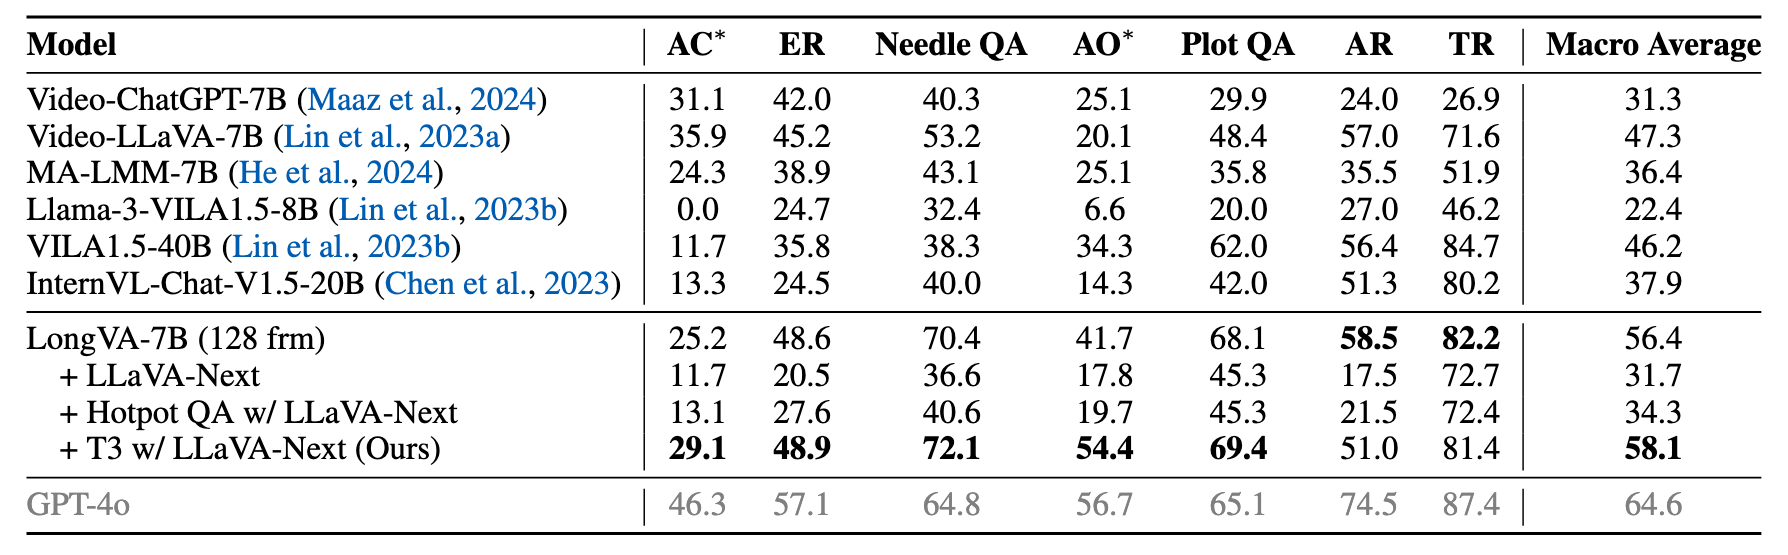 Model AC* ER Needle QA AO* Plot QA AR TR Macro Average
Video-ChatGPT-7B (Maaz et al., 2024) 31.1 42.0 40.3 25.1 29.9 24.0 26.9 31.3
Video-LLaVA-7B (Lin et al., 2023a) 35.9 45.2 53.2 20.1 48.4 57.0 71.6 47.3
MA-LMM-7B (He et al., 2024) 24.3 38.9 43.1 25.1 35.8 35.5 51.9 36.4
Llama-3-VILA1.5-8B (Lin et al., 2023b) 0.0 24.7 32.4 6.6 20.0 27.0 46.2 22.4
VILA1.5-40B (Lin et al., 2023b) 11.7 35.8 38.3 34.3 62.0 56.4 84.7 46.2
InternVL-Chat-V1.5-20B (Chen et al., 2023) 13.3 24.5 40.0 14.3 42.0 51.3 80.2 37.9
LongVA-7B (128 frm) 25.2 48.6 70.4 41.7 68.1 58.5 82.2 56.4
+ LLaVA-Next 11.7 20.5 36.6 17.8 45.3 17.5 72.7 31.7
+ Hotpot QA w/ LLaVA-Next 13.1 27.6 40.6 19.7 45.3 21.5 72.4 34.3
+ T3 w/ LLaVA-Next (Ours) 29.1 48.9 72.1 54.4 69.4 51.0 81.4 58.1
GPT-4o 46.3 57.1 64.8 56.7 65.1 74.5 87.4 64.6